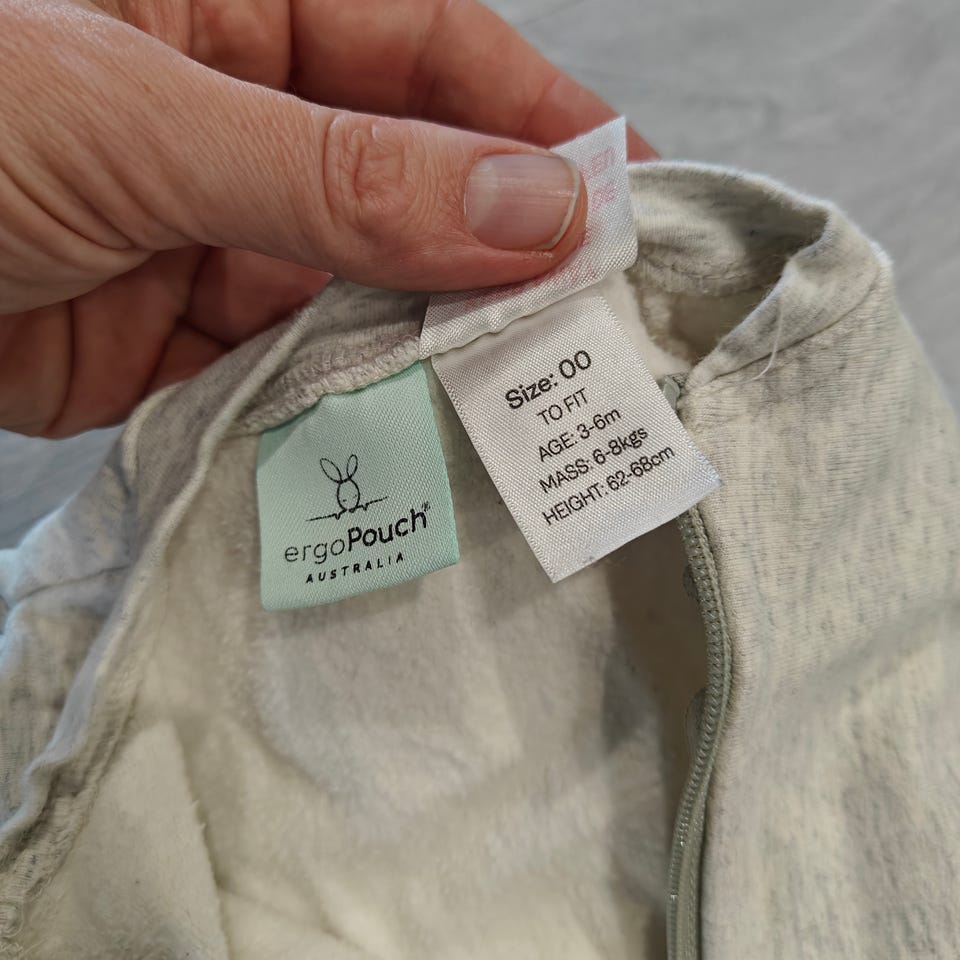 ergoPouch®
AUSTRALIA
Size: 00
TO FIT
AGE: 3-6m
MASS: 6-8kgs
HEIGHT: 62-68cm